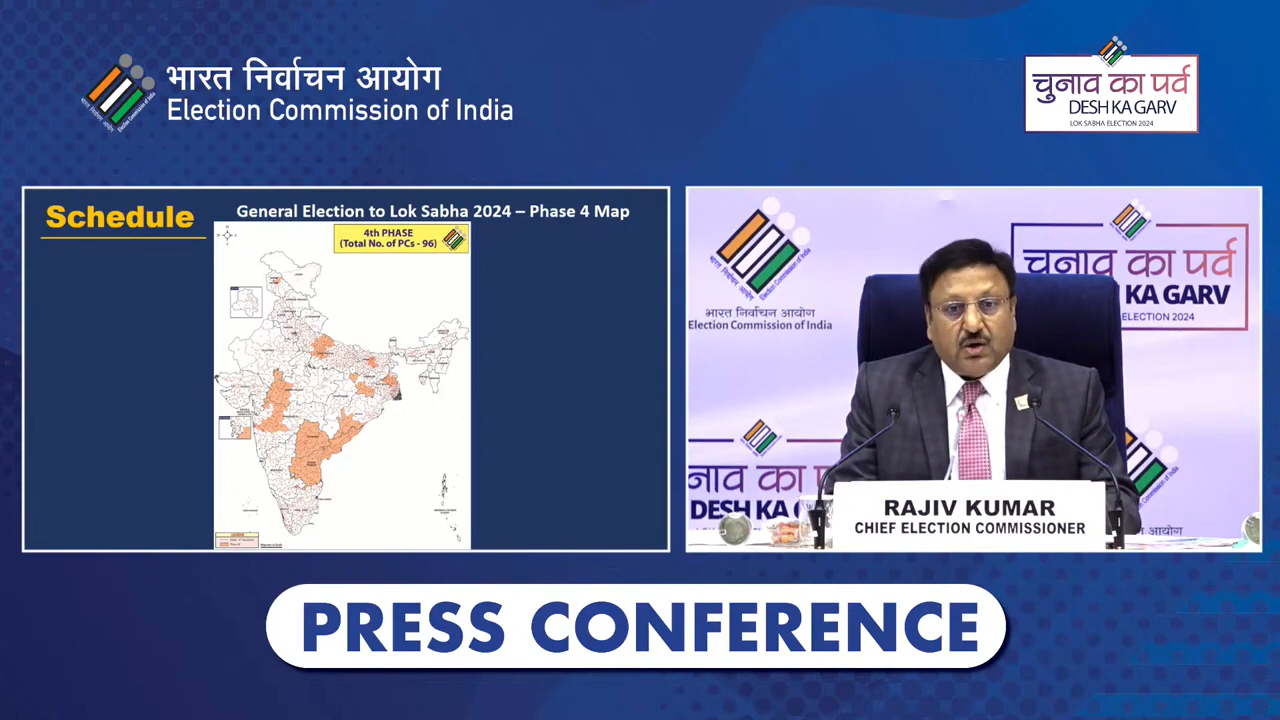 भारत निर्वाचन आयोग
Election Commission of India
चुनाव का पर्व
DESH KA GARV
LOK SABHA ELECTION 2024
Schedule
General Election to Lok Sabha 2024 – Phase 4 Map
4th PHASE
(Total No. of PCs - 96)
भारत निर्वाचन आयोग
Election Commission of India
चुनाव का पर्व
KA GARV
ELECTION 2024
नाव का प
DESH KA
आयोग
RAJIV KUMAR
CHIEF ELECTION COMMISSIONER
PRESS CONFERENCE